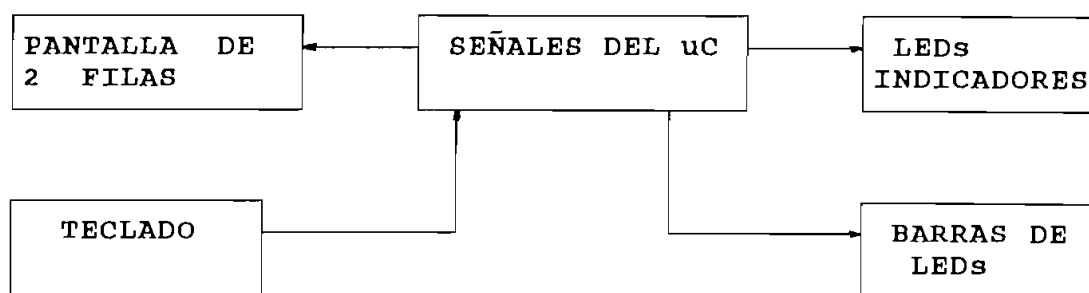 PANTALLA DE
2 FILAS
SEÑALES DEL uC
LEDs
INDICADORES
TECLADO
BARRAS DE
LEDs